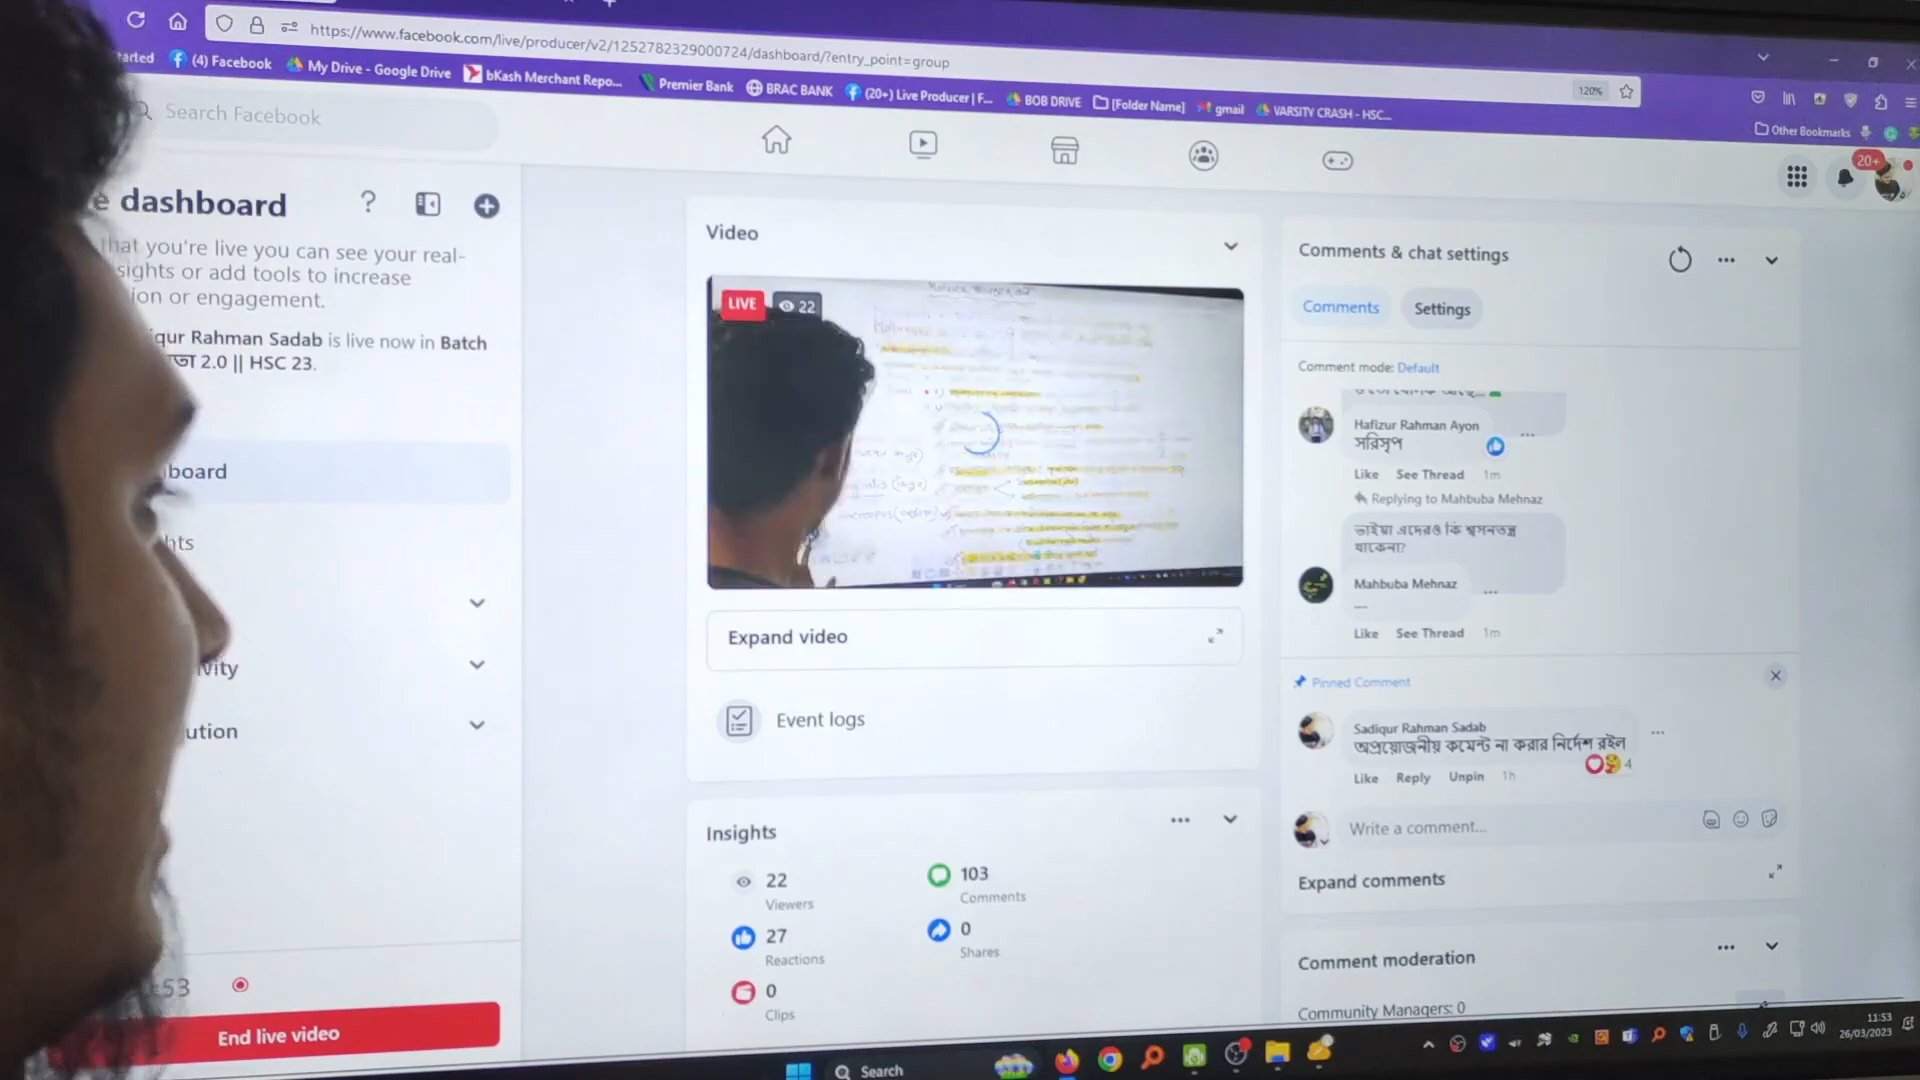 https://www.facebook.com/live/producer/v2/1252782329000724/dashboard/?entry_point=group
120%
(4) Facebook
My Drive - Google Drive
bKash Merchant Repo...
Premier Bank
BRAC BANK
(20+) Live Producer | F...
BOB DRIVE
[Folder Name]
gmail
VARSITY CRASH - HSC...
Other Bookmarks
Search Facebook
20+
dashboard
that you're live you can see your real-
sights or add tools to increase
ion or engagement.
qur Rahman Sadab is live now in Batch
2.0 || HSC 23.
board
hts
vity
ution
:53
End live video
Video
LIVE
22
Expand video
Event logs
Insights
22
Viewers
103
Comments
27
Reactions
0
Shares
0
Clips
Comments & chat settings
Comments
Settings
Comment mode: Default
Hafizur Rahman Ayon
সরিসৃপ
Like See Thread 1m
Replying to Mahbuba Mehnaz
ভাইয়া এদেরও কি শ্বসনতন্ত্র
থাকেনা?
Mahbuba Mehnaz
...
Like See Thread 1m
Pinned Comment
Sadiqur Rahman Sadab
অপ্রয়োজনীয় কমেন্ট না করার নির্দেশ রইল
4
Like Reply Unpin 1h
Write a comment...
Expand comments
Comment moderation
Community Managers: 0
Search
11:53
26/03/2023